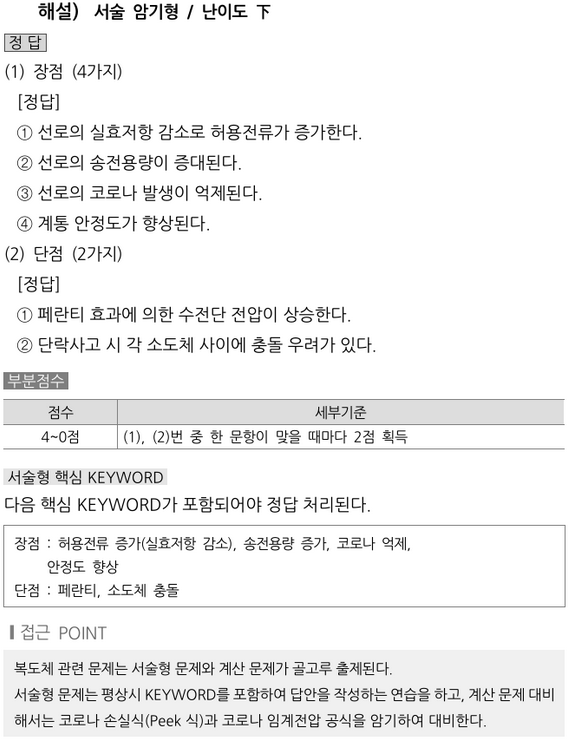 해설) 서술 암기형 / 난이도 下
정 답
(1) 장점 (4가지)
[정답]
① 선로의 실효저항 감소로 허용전류가 증가한다.
② 선로의 송전용량이 증대된다.
③ 선로의 코로나 발생이 억제된다.
④ 계통 안정도가 향상된다.
(2) 단점 (2가지)
[정답]
① 페란티 효과에 의한 수전단 전압이 상승한다.
② 단락사고 시 각 소도체 사이에 충돌 우려가 있다.
부분점수
점수 세부기준
4~0점 (1), (2)번 중 한 문항이 맞을 때마다 2점 획득
서술형 핵심 KEYWORD
다음 핵심 KEYWORD가 포함되어야 정답 처리된다.
장점 : 허용전류 증가(실효저항 감소), 송전용량 증가, 코로나 억제,
안정도 향상
단점 : 페란티, 소도체 충돌
접근 POINT
복도체 관련 문제는 서술형 문제와 계산 문제가 골고루 출제된다.
서술형 문제는 평상시 KEYWORD를 포함하여 답안을 작성하는 연습을 하고, 계산 문제 대비
해서는 코로나 손실식(Peek 식)과 코로나 임계전압 공식을 암기하여 대비한다.